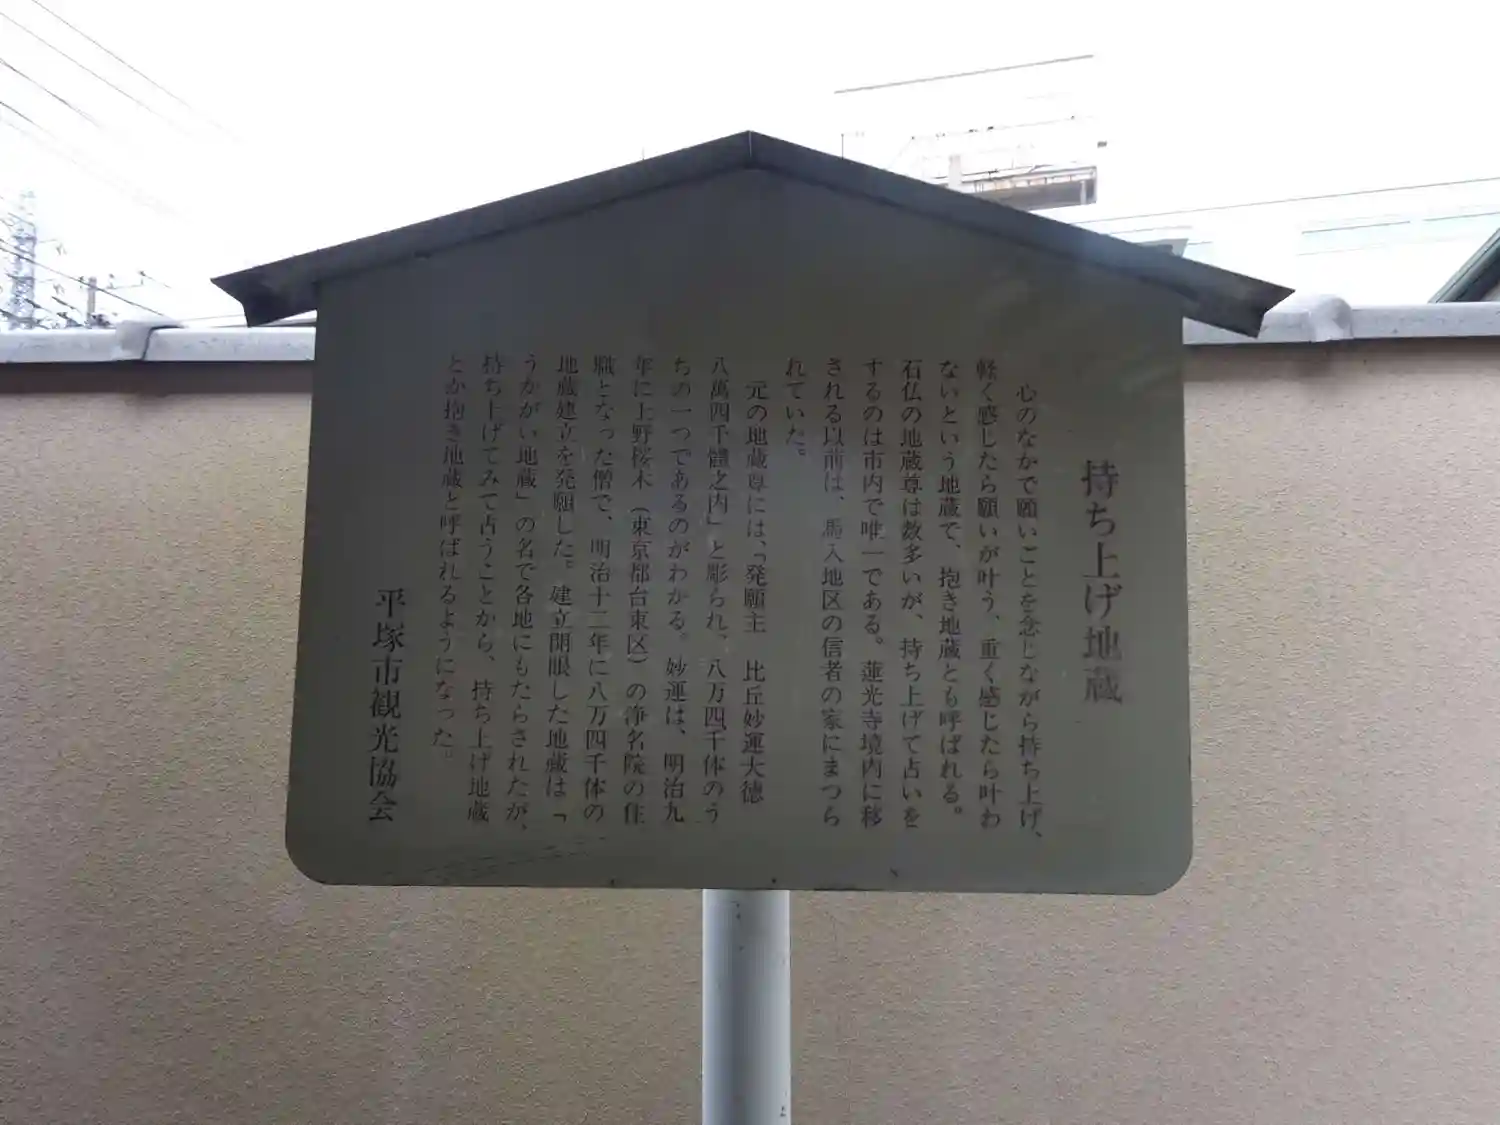 持ち上げ地蔵
心のなかで願いごとを念じながら持ち上げ、
軽く感じたら願いが叶う、重く感じたら叶わ
ないという地蔵で、抱き地蔵とも呼ばれる。
石仏の地蔵尊は数多いが、持ち上げて占いを
するのは市内で唯一である。蓮光寺境内に移
される以前は、馬入地区の信者の家にまつら
れていた。
元の地蔵尊には、「発願主 比丘妙運大徳
八萬四千體之内」と彫られ、八万四千体のう
ちの一つであるのがわかる。妙運は、明治九
年に上野桜木（東京都台東区）の浄名院の住
職となった僧で、明治十二年に八万四千体の
地蔵建立を発願した。建立開眼した地蔵は「
うかがい地蔵」の名で各地にもたらされたが、
持ち上げてみて占うことから、持ち上げ地蔵
とか抱き地蔵と呼ばれるようになった。
平塚市観光協会